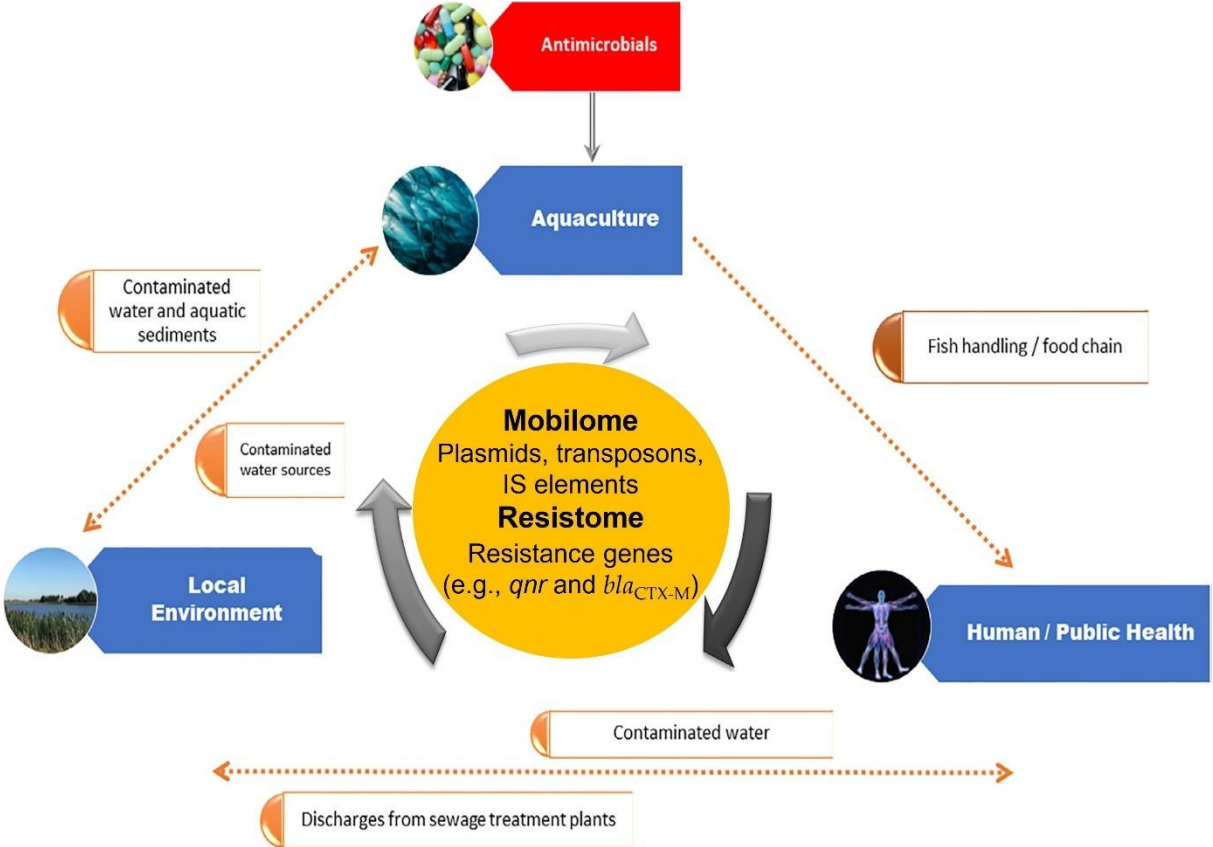 Antimicrobials
Aquaculture
Contaminated
water and aquatic
sediments
Fish handling / food chain
Mobilome
Plasmids, transposons,
IS elements
Resistome
Resistance genes
(e.g., qnr and blaCTX-M)
Contaminated
water sources
Local
Environment
Human / Public Health
Contaminated water
Discharges from sewage treatment plants